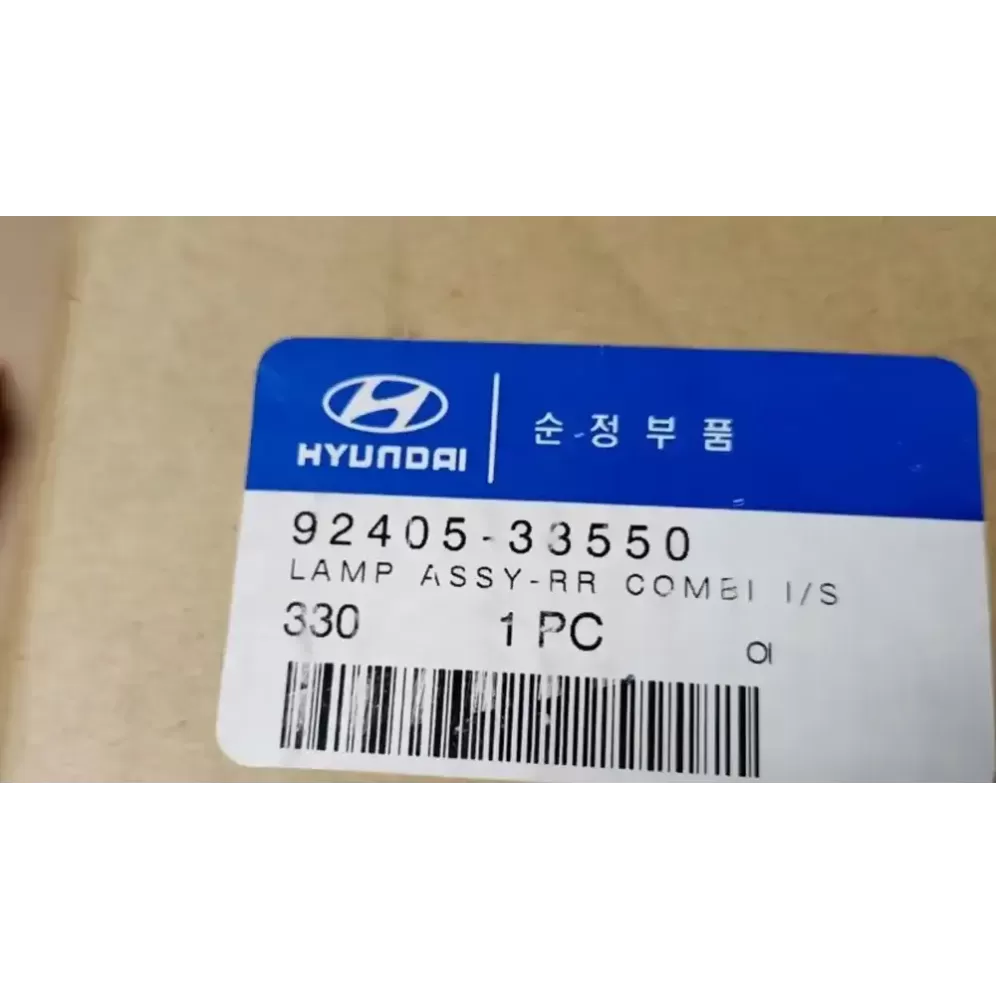 HYUNDAI
순정부품
92405-33550
LAMP ASSY-RR COMBI I/S
330 1 PC OI